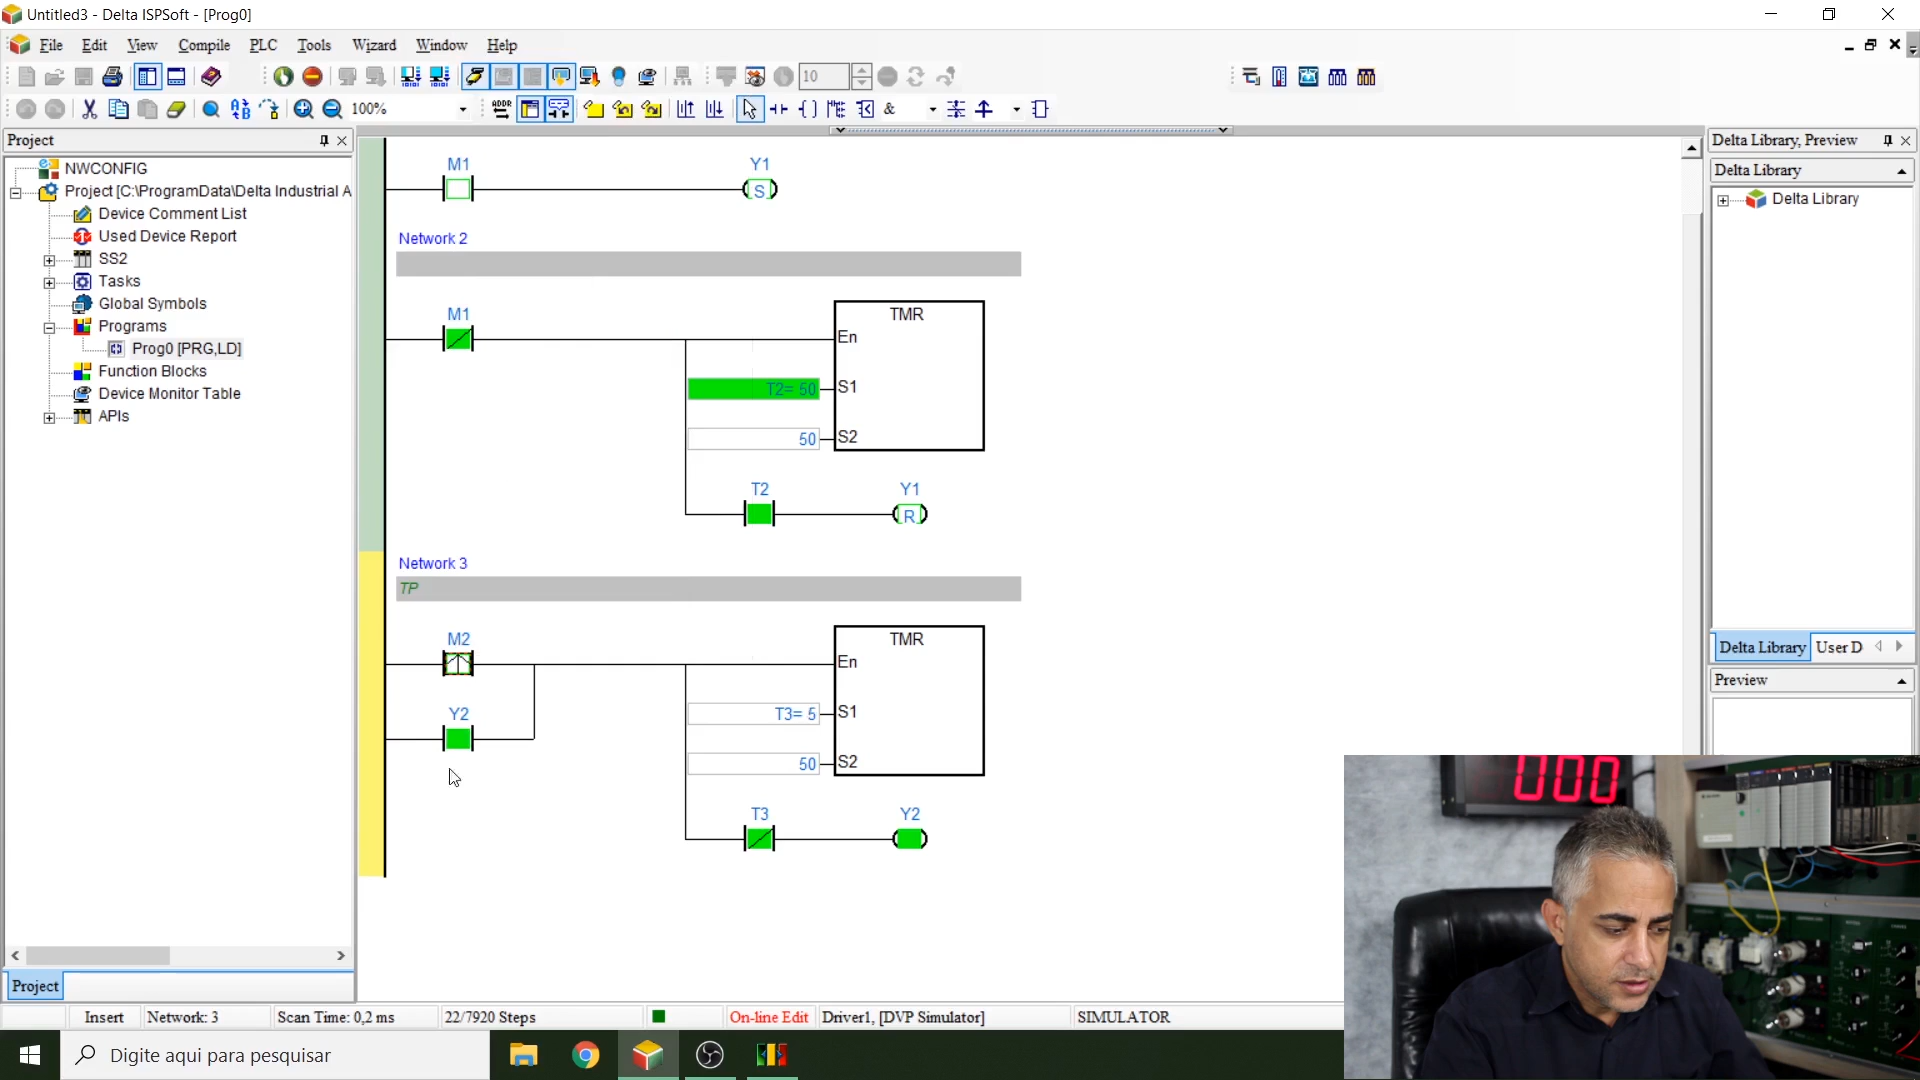 Untitled3 - Delta ISPSoft - [Prog0]
File Edit View Compile PLC Tools Wizard Window Help
10
100%
ADDR
&
Project
NWCONFIG
Project [C:\ProgramData\Delta Industrial A
Device Comment List
Used Device Report
SS2
Tasks
Global Symbols
Programs
Prog0 [PRG,LD]
Function Blocks
Device Monitor Table
APIs
Project
M1
Y1
S
Network 2
M1
TMR
En
T2= 50
S1
50
S2
T2
Y1
R
Network 3
TP
M2
TMR
En
Y2
T3= 5
S1
50
S2
T3
Y2
Delta Library, Preview
Delta Library
Delta Library
Delta Library
User D
Preview
000
Insert
Network: 3
Scan Time: 0,2 ms
22/7920 Steps
On-line Edit
Driver1, [DVP Simulator]
SIMULATOR
Digite aqui para pesquisar